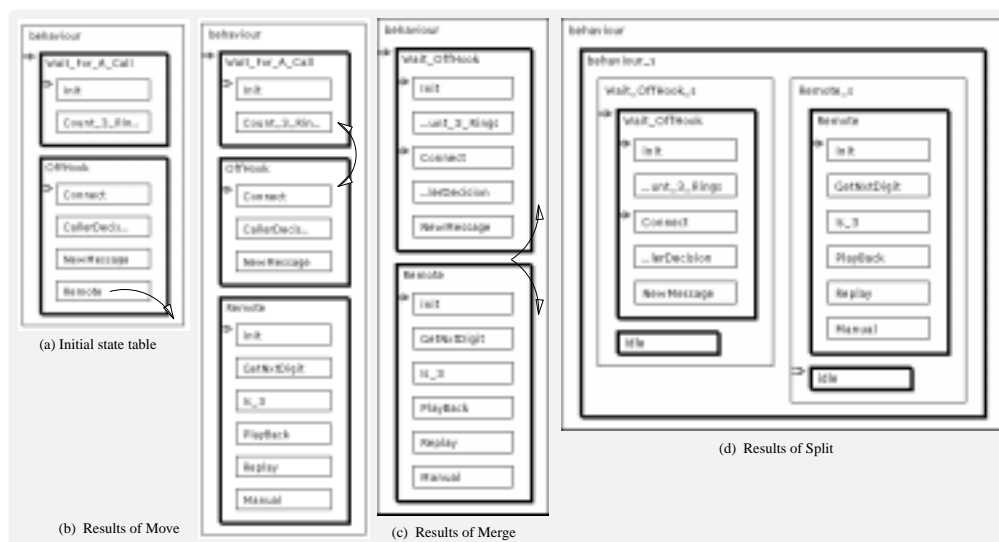 behaviour
Wait_For_A_Call
Init
Count_3_Rin...
OffHook
Connect
CallerDecis...
NewMessage
Remote
(a) Initial state table
behaviour
Wait_For_A_Call
Init
Count_3_Rin...
OffHook
Connect
CallerDecis...
NewMessage
Remote
Init
GetNxtDigit
Is_3
PlayBack
Replay
Manual
(b) Results of Move
behaviour
Wait_OffHook
Init
...unt_3_Rings
Connect
...lerDecision
NewMessage
Remote
Init
GetNxtDigit
Is_3
PlayBack
Replay
Manual
(c) Results of Merge
behaviour
behaviour_s
Wait_OffHook_s
Wait_OffHook
Init
...unt_3_Rings
Connect
...lerDecision
NewMessage
Idle
Remote_s
Remote
Init
GetNxtDigit
Is_3
PlayBack
Replay
Manual
Idle
(d) Results of Split